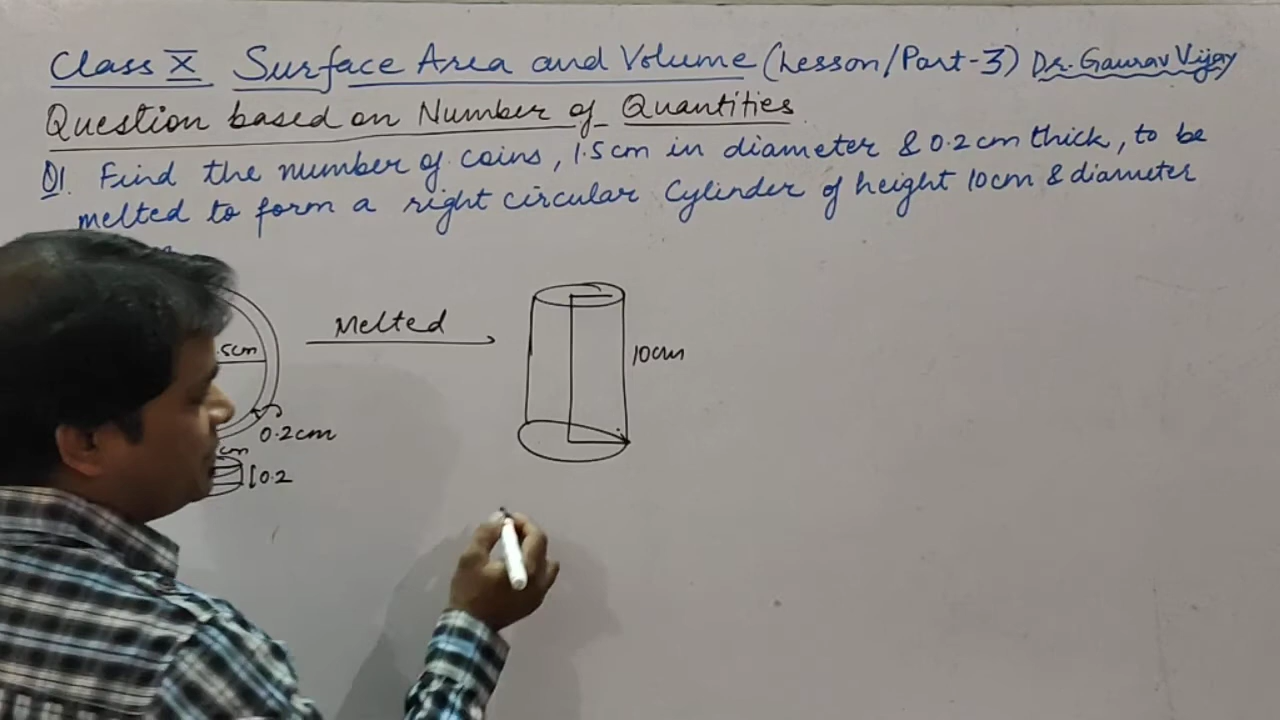 Class X Surface Area and Volume (Lesson/Part-3) Dr. Gaurav Vijay
Question based on Number of Quantities
Q1. Find the number of coins, 1.5cm in diameter & 0.2cm thick, to be
melted to form a right circular Cylinder of height 10cm & diameter
Melted
.5cm
10cm
0.2cm
cm
0.2